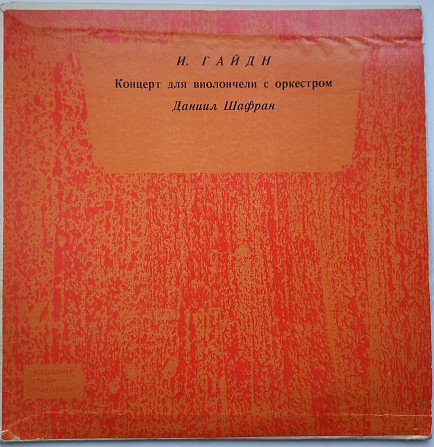 И. ГАЙДН
Концерт для виолончели с оркестром
Даниил Шафран